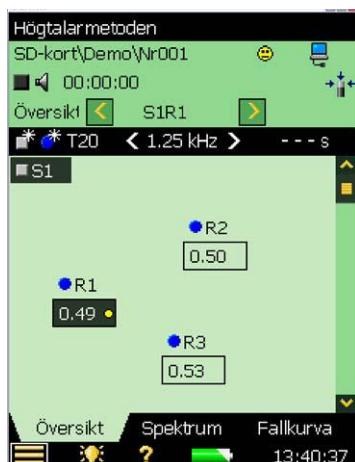 Högtalarmetoden
SD-kort\Demo\Nr001
00:00:00
Översikt S1R1
T20 < 1.25 kHz > - - - s
S1
R2
0.50
R1
0.49
R3
0.53
Översikt Spektrum Fallkurva
? 13:40:37